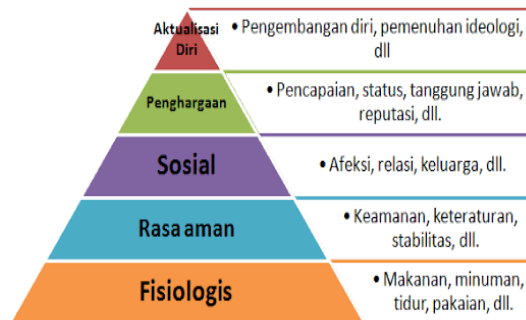 Aktualisasi
Diri
• Pengembangan diri, pemenuhan ideologi,
dll
Penghargaan
• Pencapaian, status, tanggung jawab,
reputasi, dll.
Sosial
• Afeksi, relasi, keluarga, dll.
Rasa aman
• Keamanan, keteraturan,
stabilitas, dll.
Fisiologis
• Makanan, minuman,
tidur, pakaian, dll.